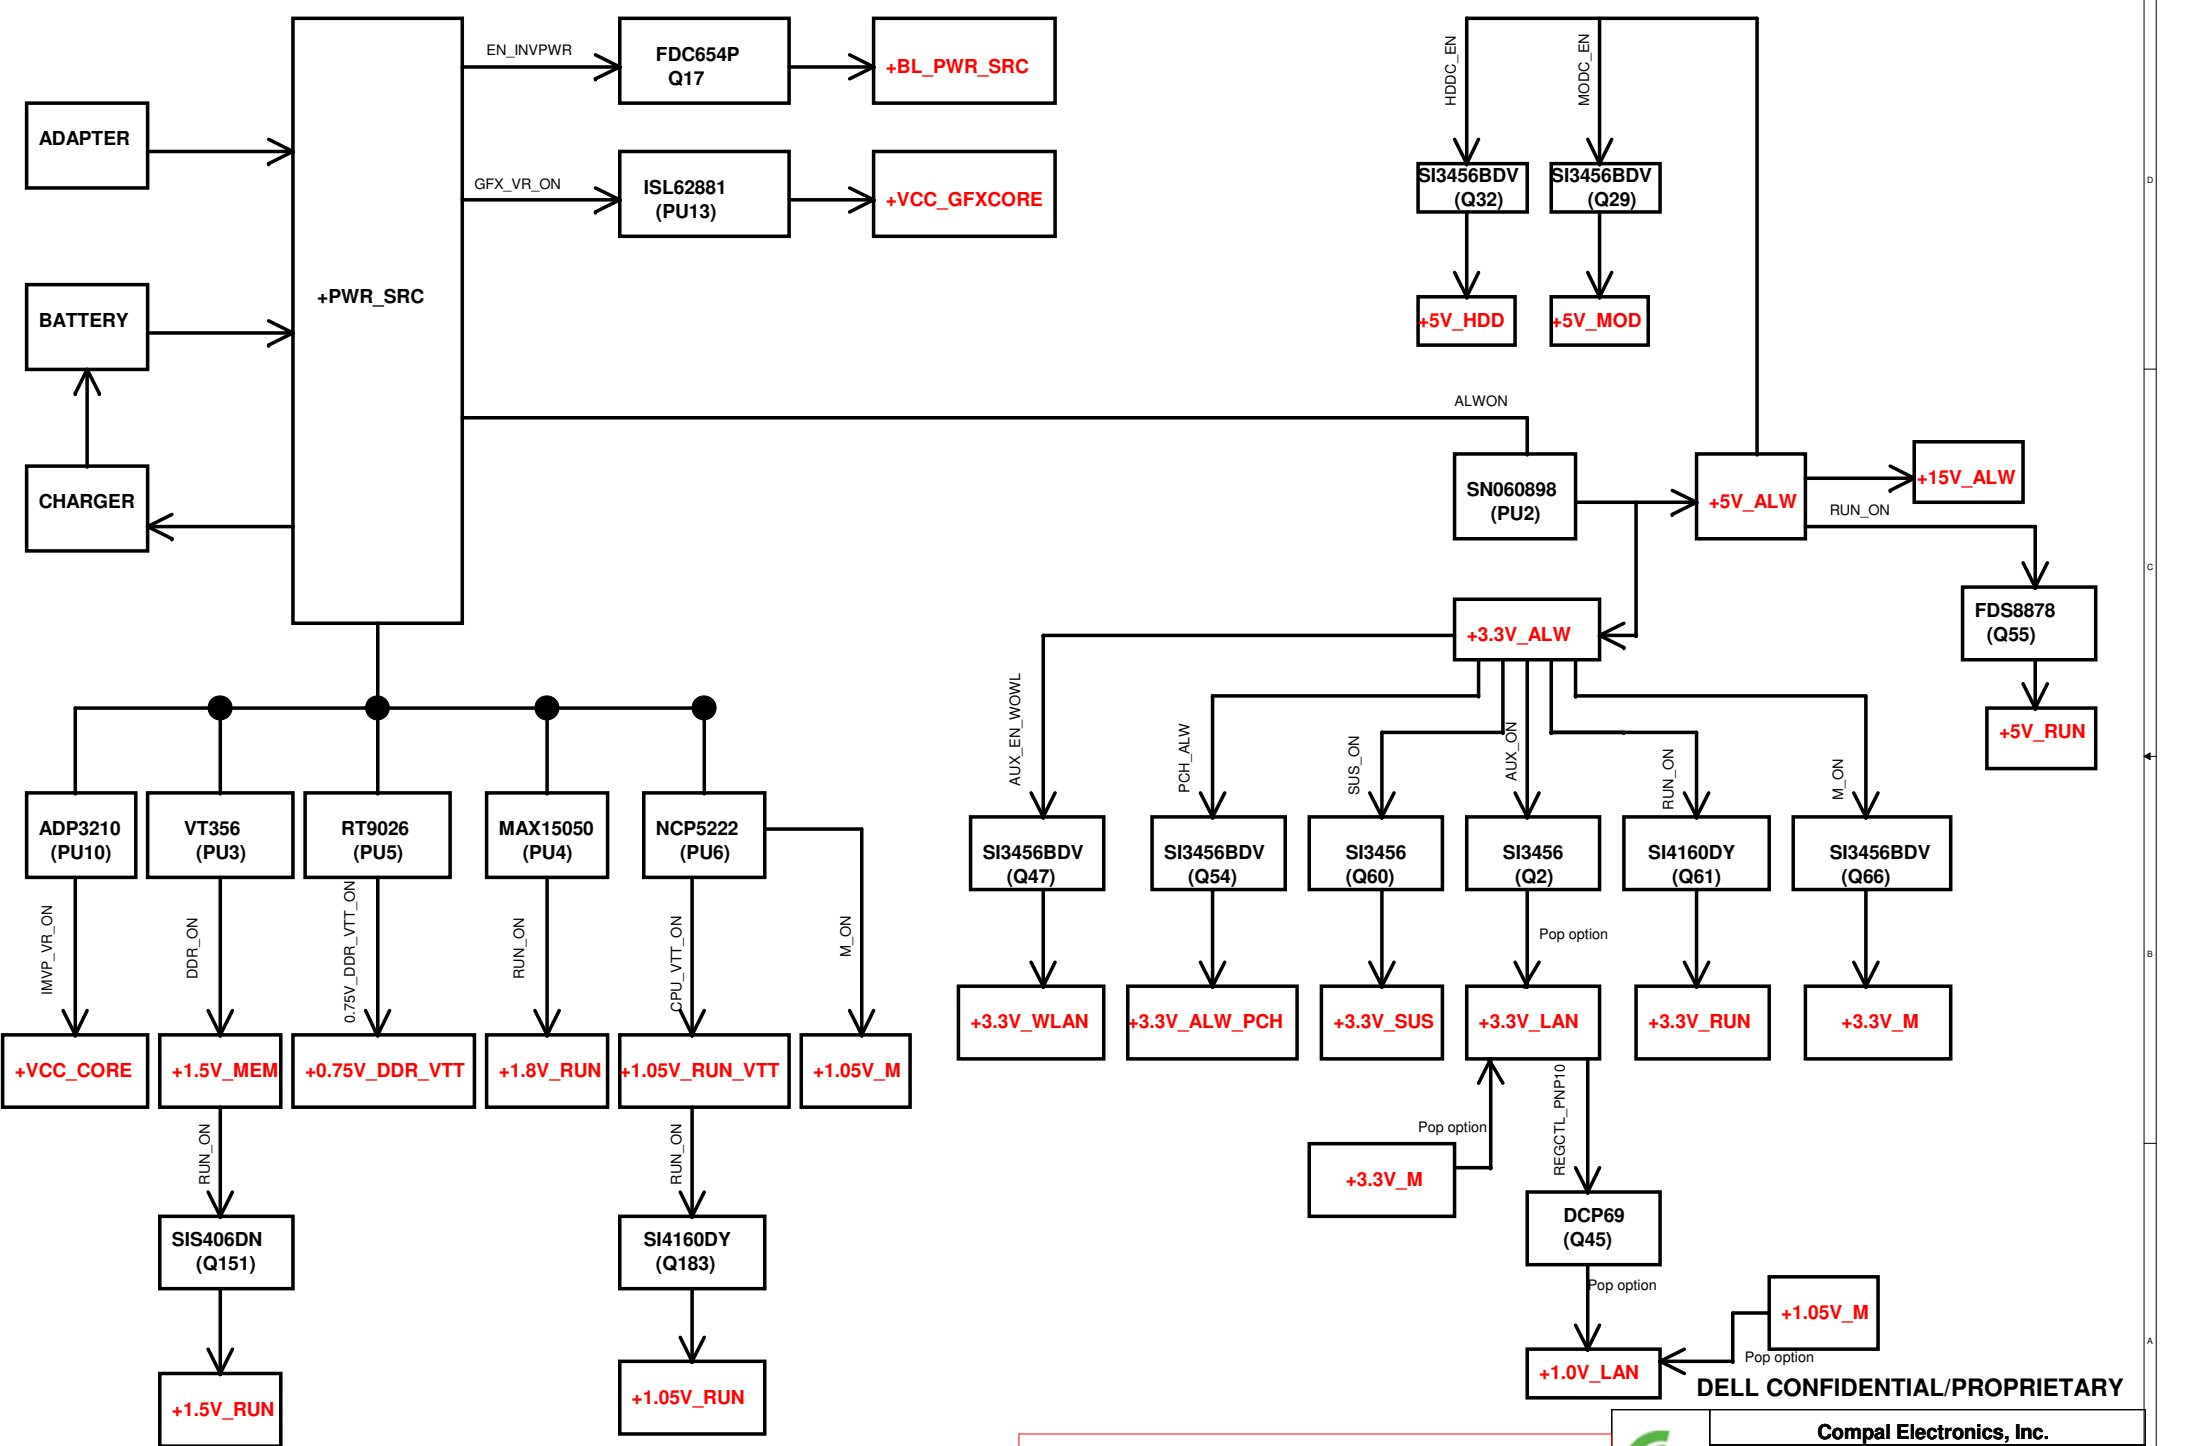 EN_INVPWR
FDC654P
Q17
+BL_PWR_SRC
HDDC_EN
MODC_EN
ADAPTER
GFX_VR_ON
ISL62881
(PU13)
+VCC_GFXCORE
SI3456BDV
(Q32)
SI3456BDV
(Q29)
D
+PWR_SRC
BATTERY
+5V_HDD
+5V_MOD
ALWON
CHARGER
SN060898
(PU2)
+5V_ALW
+15V_ALW
RUN_ON
C
FDS8878
(Q55)
+3.3V_ALW
+5V_RUN
AUX_EN_WOWL
PCH_ALW
SUS_ON
AUX_ON
RUN_ON
M_ON
ADP3210
(PU10)
VT356
(PU3)
RT9026
(PU5)
MAX15050
(PU4)
NCP5222
(PU6)
SI3456BDV
(Q47)
SI3456BDV
(Q54)
SI3456
(Q60)
SI3456
(Q2)
SI4160DY
(Q61)
SI3456BDV
(Q66)
IMVP_VR_ON
DDR_ON
0.75V_DDR_VTT_ON
RUN_ON
CPU_VTT_ON
M_ON
Pop option
B
+3.3V_WLAN
+3.3V_ALW_PCH
+3.3V_SUS
+3.3V_LAN
+3.3V_RUN
+3.3V_M
+VCC_CORE
+1.5V_MEM
+0.75V_DDR_VTT
+1.8V_RUN
+1.05V_RUN_VTT
+1.05V_M
RUN_ON
RUN_ON
Pop option
REGCTL_PNP10
+3.3V_M
SIS406DN
(Q151)
SI4160DY
(Q183)
DCP69
(Q45)
Pop option
+1.05V_M
A
Pop option
+1.0V_LAN
+1.5V_RUN
+1.05V_RUN
DELL CONFIDENTIAL/PROPRIETARY
Compal Electronics, Inc.